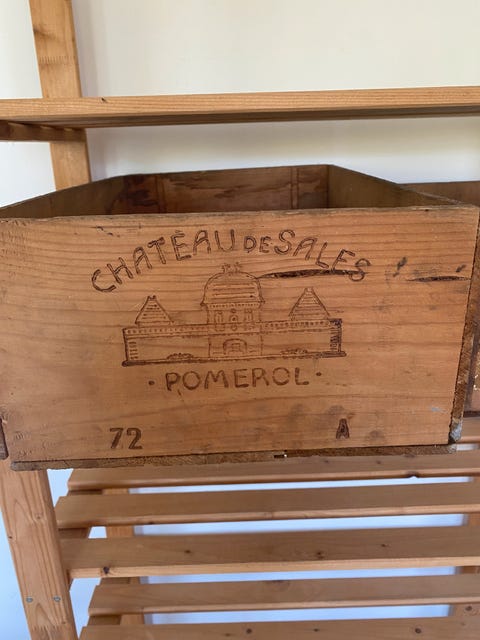 CHATEAU DE SALES
· POMEROL ·
72 A